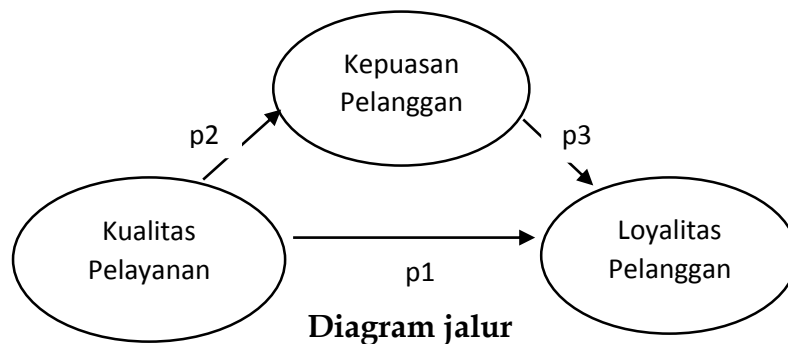 Kepuasan
Pelanggan
p2
p3
Kualitas
Pelayanan
Loyalitas
Pelanggan
p1
Diagram jalur